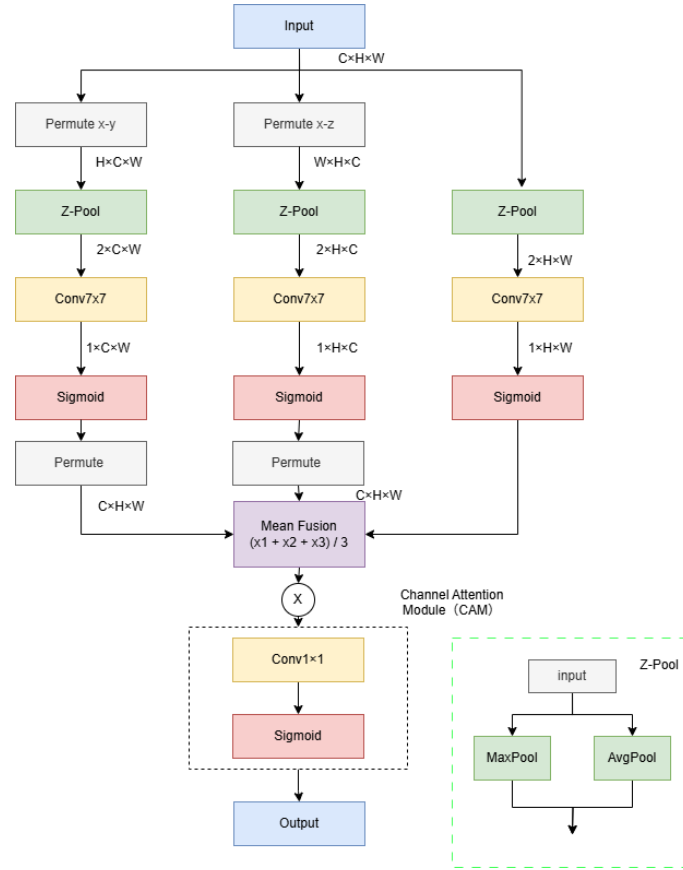 Input
C×H×W
Permute x-y
Permute x-z
H×C×W
W×H×C
Z-Pool
Z-Pool
Z-Pool
2×C×W
2×H×C
2×H×W
Conv7x7
Conv7x7
Conv7x7
1×C×W
1×H×C
1×H×W
Sigmoid
Sigmoid
Sigmoid
Permute
Permute
C×H×W
C×H×W
Mean Fusion
(x1 + x2 + x3) / 3
X
Channel Attention
Module（CAM）
Conv1×1
Sigmoid
Output
Z-Pool
input
MaxPool
AvgPool